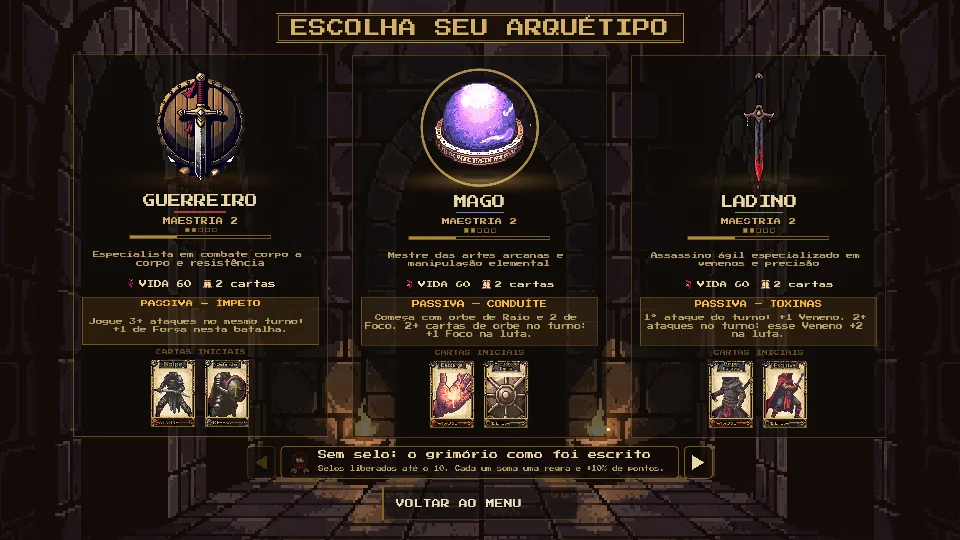 ESCOLHA SEU ARQUÉTIPO
GUERREIRO
MAESTRIA 2
Especialista em combate corpo a
corpo e resistência
VIDA 60 2 cartas
PASSIVA — ÍMPETO
Jogue 3+ ataques no mesmo turno:
+1 de Força nesta batalha.
CARTAS INICIAIS
MAGO
MAESTRIA 2
Mestre das artes arcanas e
manipulação elemental
VIDA 60 2 cartas
PASSIVA — CONDUÍTE
Começa com orbe de Raio e 2 de
Foco. 2+ cartas de orbe no turno:
+1 Foco na luta.
CARTAS INICIAIS
LADINO
MAESTRIA 2
Assassino ágil especializado em
venenos e precisão
VIDA 60 2 cartas
PASSIVA — TOXINAS
1º ataque do turno: +1 Veneno. 2+
ataques no turno: esse Veneno +2
na luta.
CARTAS INICIAIS
Sem selo: o grimório como foi escrito
Selos liberados até o 10. Cada um soma uma regra e +10% de pontos.
VOLTAR AO MENU